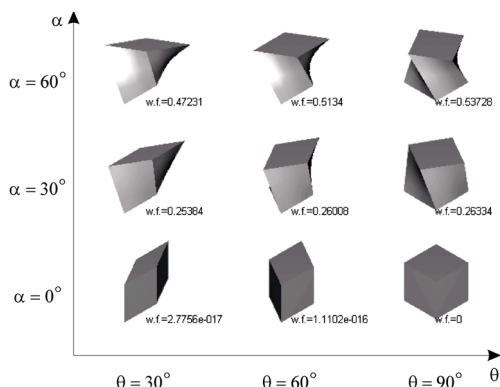 α
α = 60°
w.f.=0.47231
w.f.=0.5134
w.f.=0.53728
α = 30°
w.f.=0.25384
w.f.=0.26008
w.f.=0.26334
α = 0°
w.f.=2.7756e-017
w.f.=1.1102e-016
w.f.=0
θ = 30°
θ = 60°
θ = 90°
θ